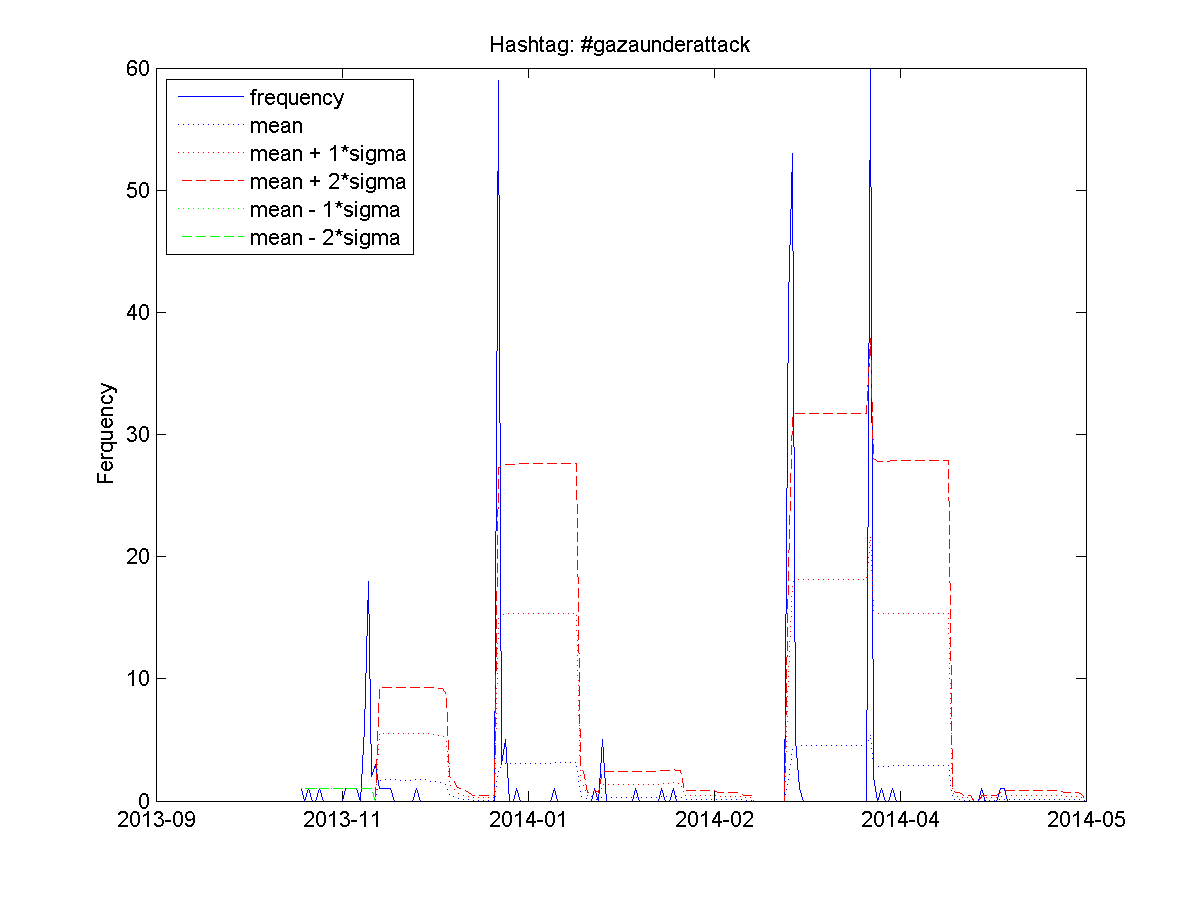 Hashtag: #gazaunderattack
60
frequency
mean
mean + 1*sigma
mean + 2*sigma
mean - 1*sigma
mean - 2*sigma
50
40
Ferquency
30
20
10
0
2013-09 2013-11 2014-01 2014-02 2014-04 2014-05